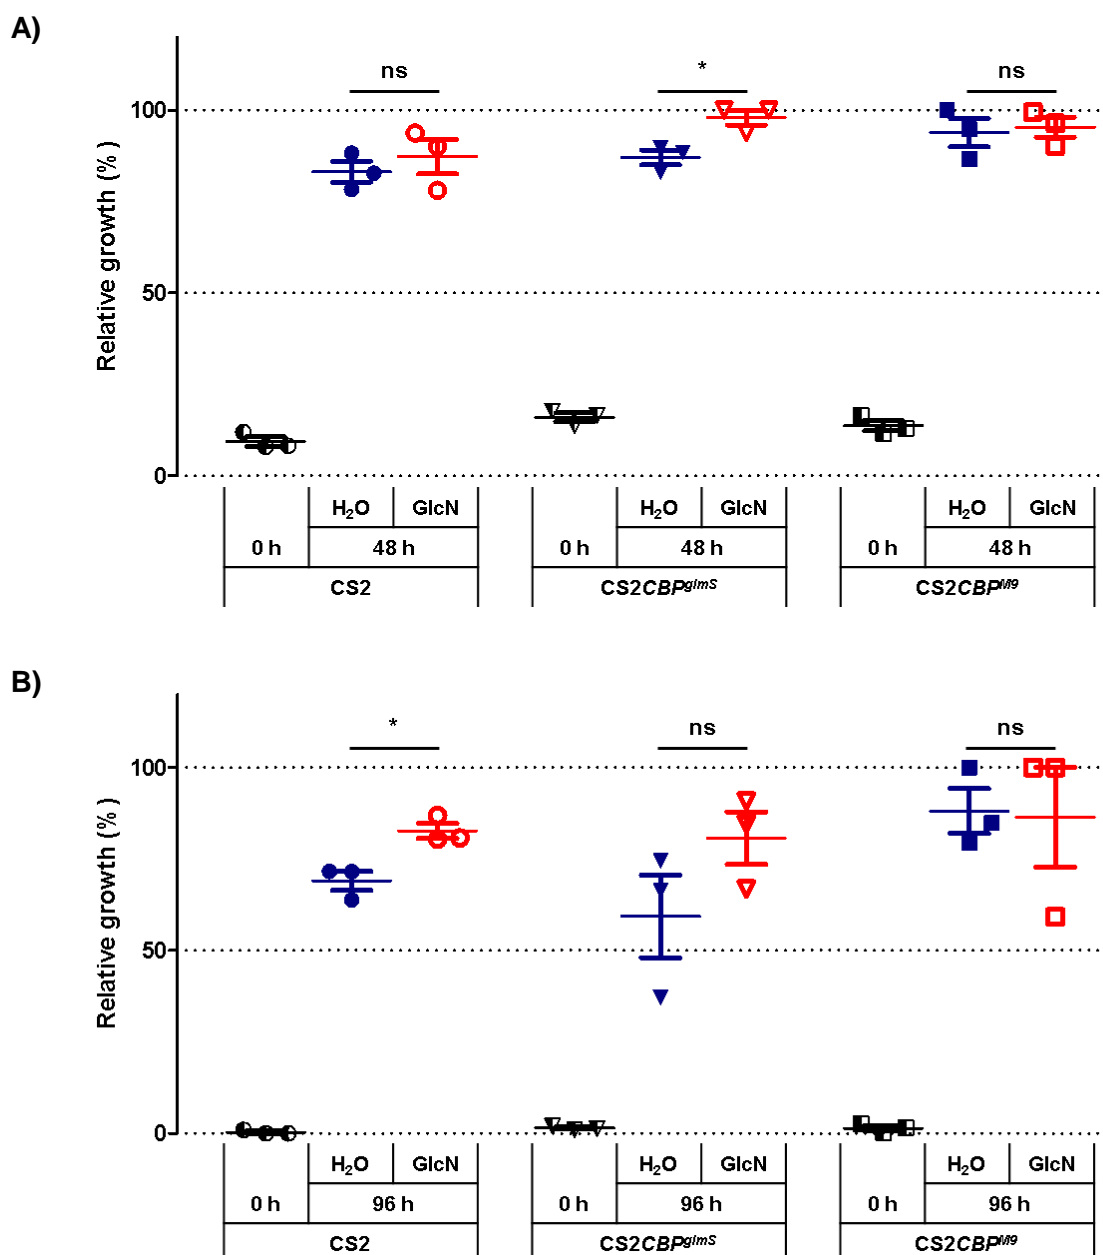 A)
ns * ns
100
50
0
Relative growth (%)
H₂O GlcN H₂O GlcN H₂O GlcN
0 h 48 h 0 h 48 h 0 h 48 h
CS2 CS2CBPᵍˡᵐˢ CS2CBPᴹ⁹
B)
* ns ns
100
50
0
Relative growth (%)
H₂O GlcN H₂O GlcN H₂O GlcN
0 h 96 h 0 h 96 h 0 h 96 h
CS2 CS2CBPᵍˡᵐˢ CS2CBPᴹ⁹